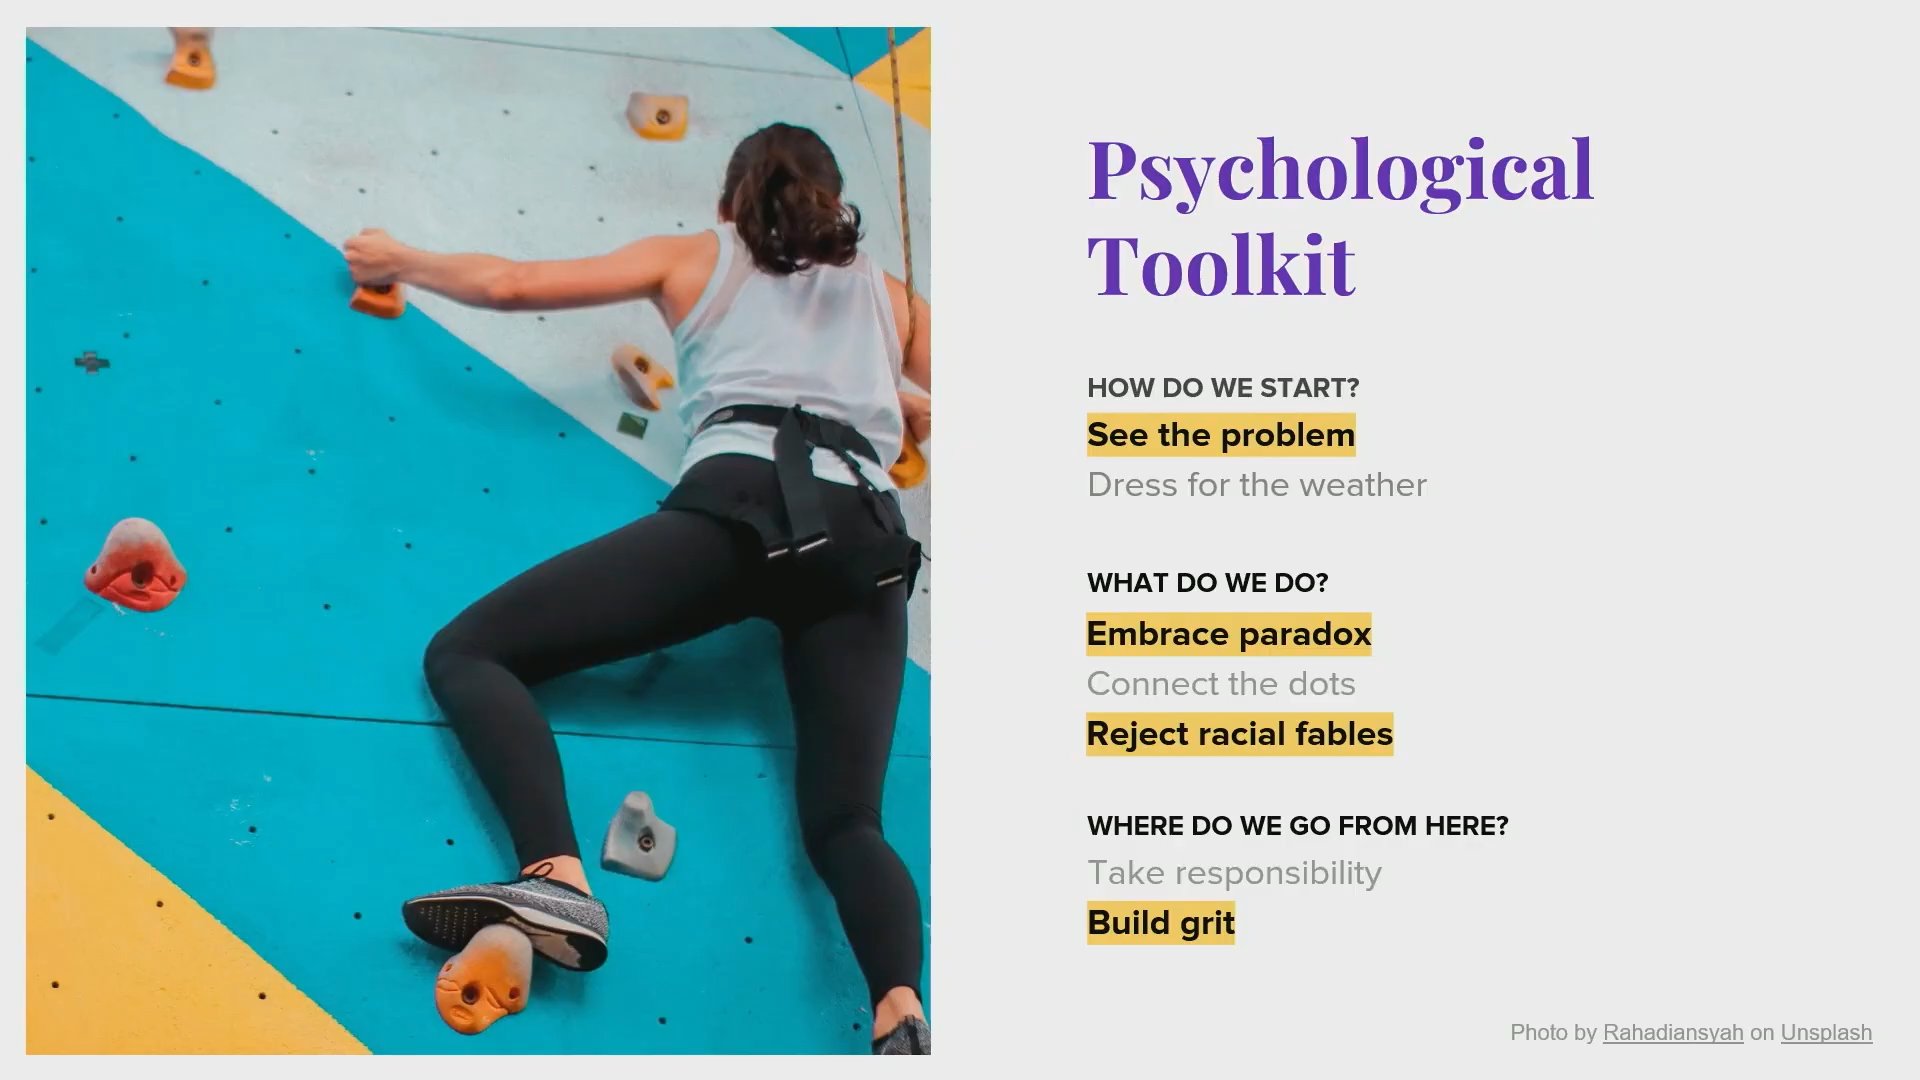 Psychological
Toolkit
HOW DO WE START?
See the problem
Dress for the weather
WHAT DO WE DO?
Embrace paradox
Connect the dots
Reject racial fables
WHERE DO WE GO FROM HERE?
Take responsibility
Build grit
Photo by Rahadiansyah on Unsplash